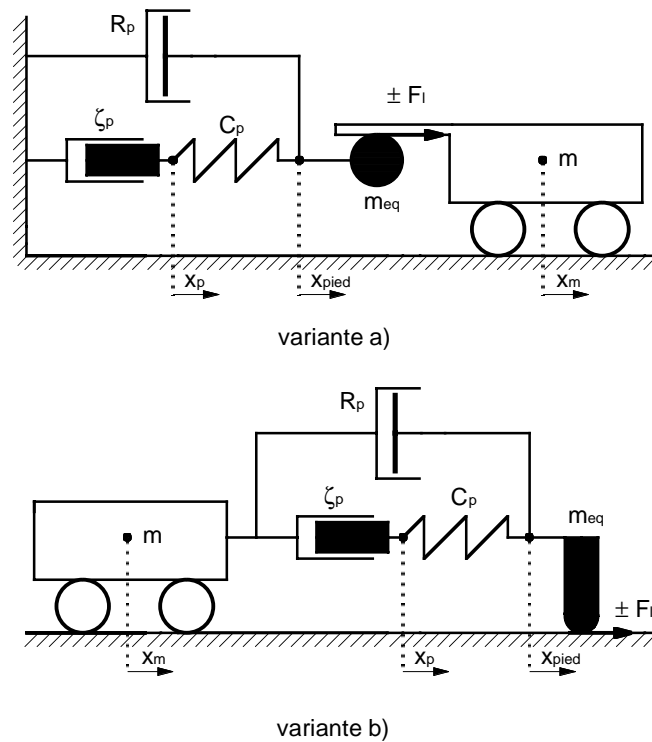 Rp
± Fl
ζp
Cp
m
meq
xp
xpied
xm
variante a)
Rp
ζp
Cp
meq
m
± Fl
xm
xp
xpied
variante b)